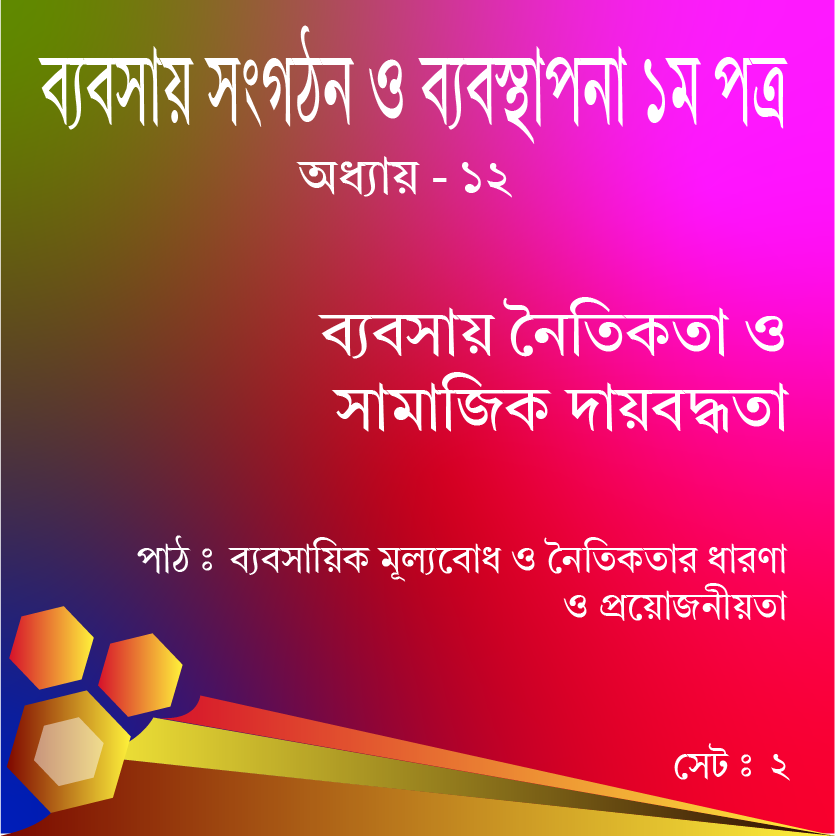 ব্যবসায় সংগঠন ও ব্যবস্থাপনা ১ম পত্র
অধ্যায় - ১২
ব্যবসায় নৈতিকতা ও
সামাজিক দায়বদ্ধতা
পাঠ ঃ ব্যবসায়িক মূল্যবোধ ও নৈতিকতার ধারণা
ও প্রয়োজনীয়তা
সেট ঃ ২